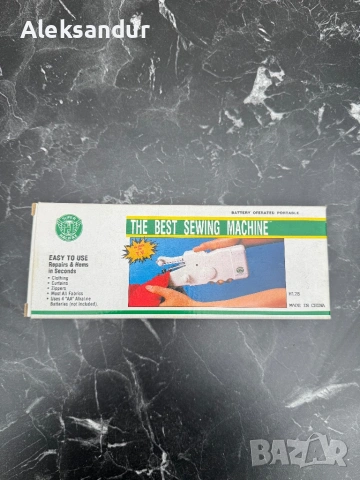 Aleksandur
BATTERY OPERATED PORTABLE
THE BEST SEWING MACHINE
EASY TO USE
Repairs & Hems
in Seconds
• Clothing
• Curtains
• Zippers
• Most All Fabrics
• Uses 4 "AA" Alkaline
Batteries (not included).
MADE IN CHINA
BAZAR